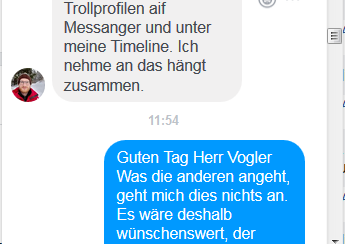 Trollprofilen aif
Messanger und unter
meine Timeline. Ich
nehme an das hängt
zusammen.
11:54
Guten Tag Herr Vogler
Was die anderen angeht,
geht mich dies nichts an.
Es wäre deshalb
wünschenswert, der